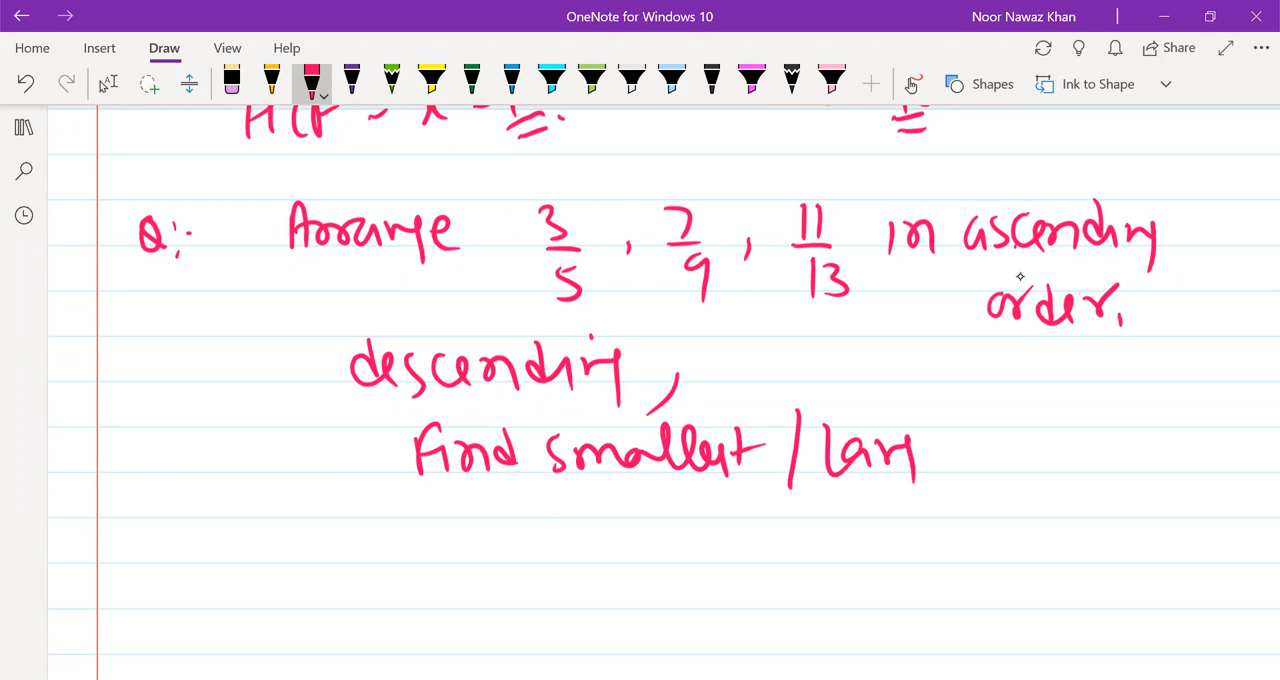 OneNote for Windows 10
Noor Nawaz Khan
Home Insert Draw View Help
Share
Shapes Ink to Shape
HCF = x =
Q:- Arrange 3/5, 7/9, 11/13 in ascending
order,
descending,
Find smallest / Larg